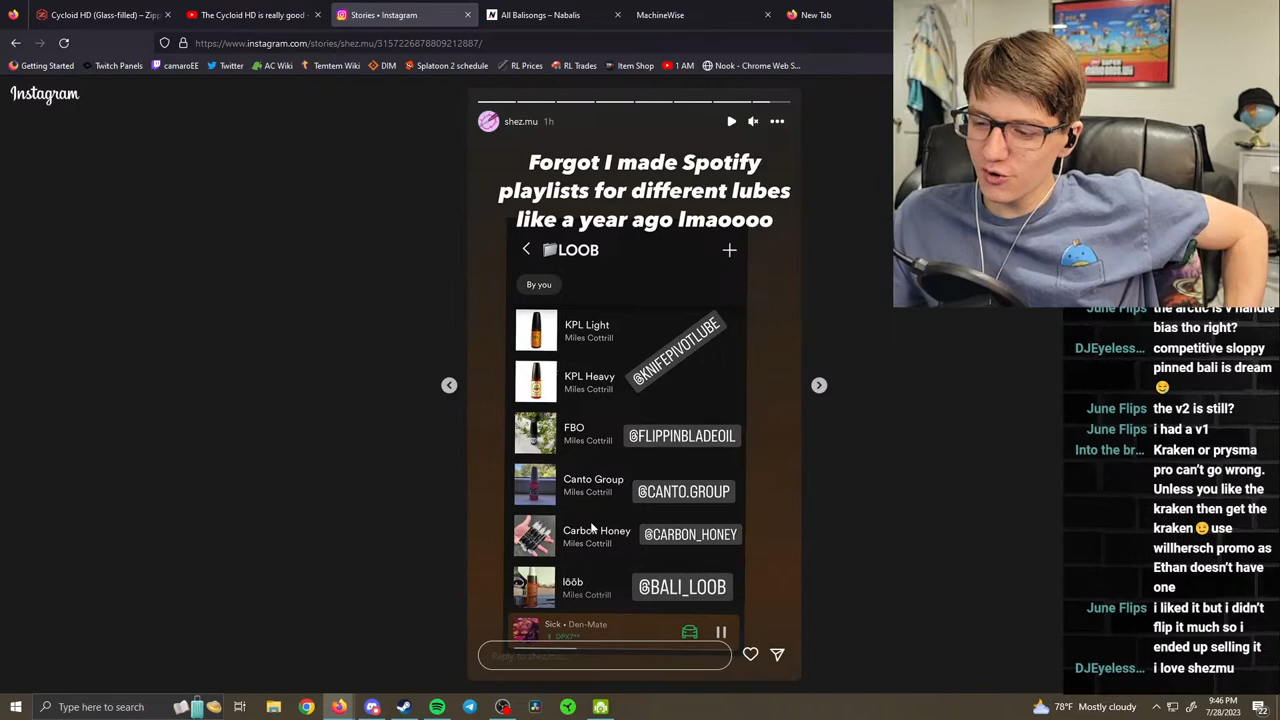 Cycloid HD (Glass-filled) – Zipp
The Cycloid HD is really good -
Stories • Instagram
All Balisongs — Nabalis
MachineWise
New Tab
https://www.instagram.com/stories/shez.mu/3157226878809212887/
Getting Started
Twitch Panels
camaroEE
Twitter
AC Wiki
Temtem Wiki
DIM
Splatoon 2 schedule
RL Prices
RL Trades
Item Shop
1 AM
Nook - Chrome Web S...
Instagram
shez.mu 1h
Forgot I made Spotify
playlists for different lubes
like a year ago lmaoooo
LOOB
By you
KPL Light
Miles Cottrill
@KNIFEPIVOTLUBE
KPL Heavy
Miles Cottrill
FBO
Miles Cottrill
@FLIPPINBLADEOIL
Canto Group
Miles Cottrill
@CANTO.GROUP
Carbon Honey
Miles Cottrill
@CARBON_HONEY
lōōb
Miles Cottrill
@BALI_LOOB
Sick • Den-Mate
Reply to shez.mu...
June Flips the arctic is v handle
bias tho right?
DJEyeless... competitive sloppy
pinned bali is dream
😊
June Flips the v2 is still?
June Flips i had a v1
Into the br... Kraken or prysma
pro can't go wrong.
Unless you like the
kraken then get the
kraken😉use
willhersch promo as
Ethan doesn't have
one
June Flips i liked it but i didn't
flip it much so i
ended up selling it
DJEyeless... i love shezmu
Type here to search
78°F Mostly cloudy
9:46 PM
7/28/2023
22